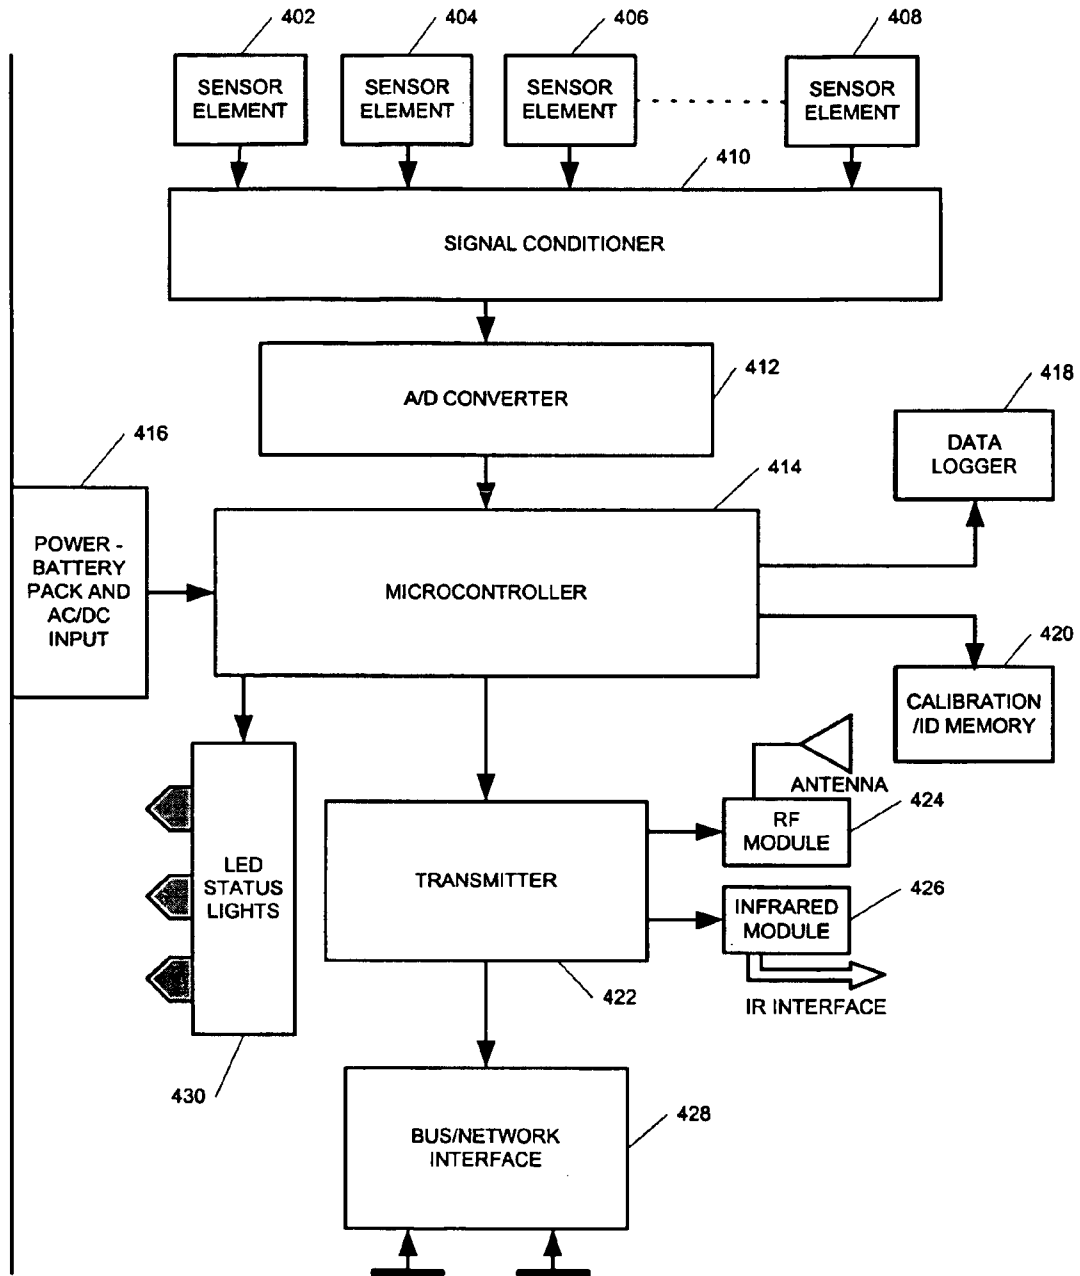 402
404
406
408
SENSOR
ELEMENT
SENSOR
ELEMENT
SENSOR
ELEMENT
SENSOR
ELEMENT
410
SIGNAL CONDITIONER
412
A/D CONVERTER
418
DATA
LOGGER
416
414
POWER -
BATTERY
PACK AND
AC/DC
INPUT
MICROCONTROLLER
420
CALIBRATION
/ID MEMORY
ANTENNA
424
RF
MODULE
LED
STATUS
LIGHTS
TRANSMITTER
426
INFRARED
MODULE
IR INTERFACE
422
430
428
BUS/NETWORK
INTERFACE